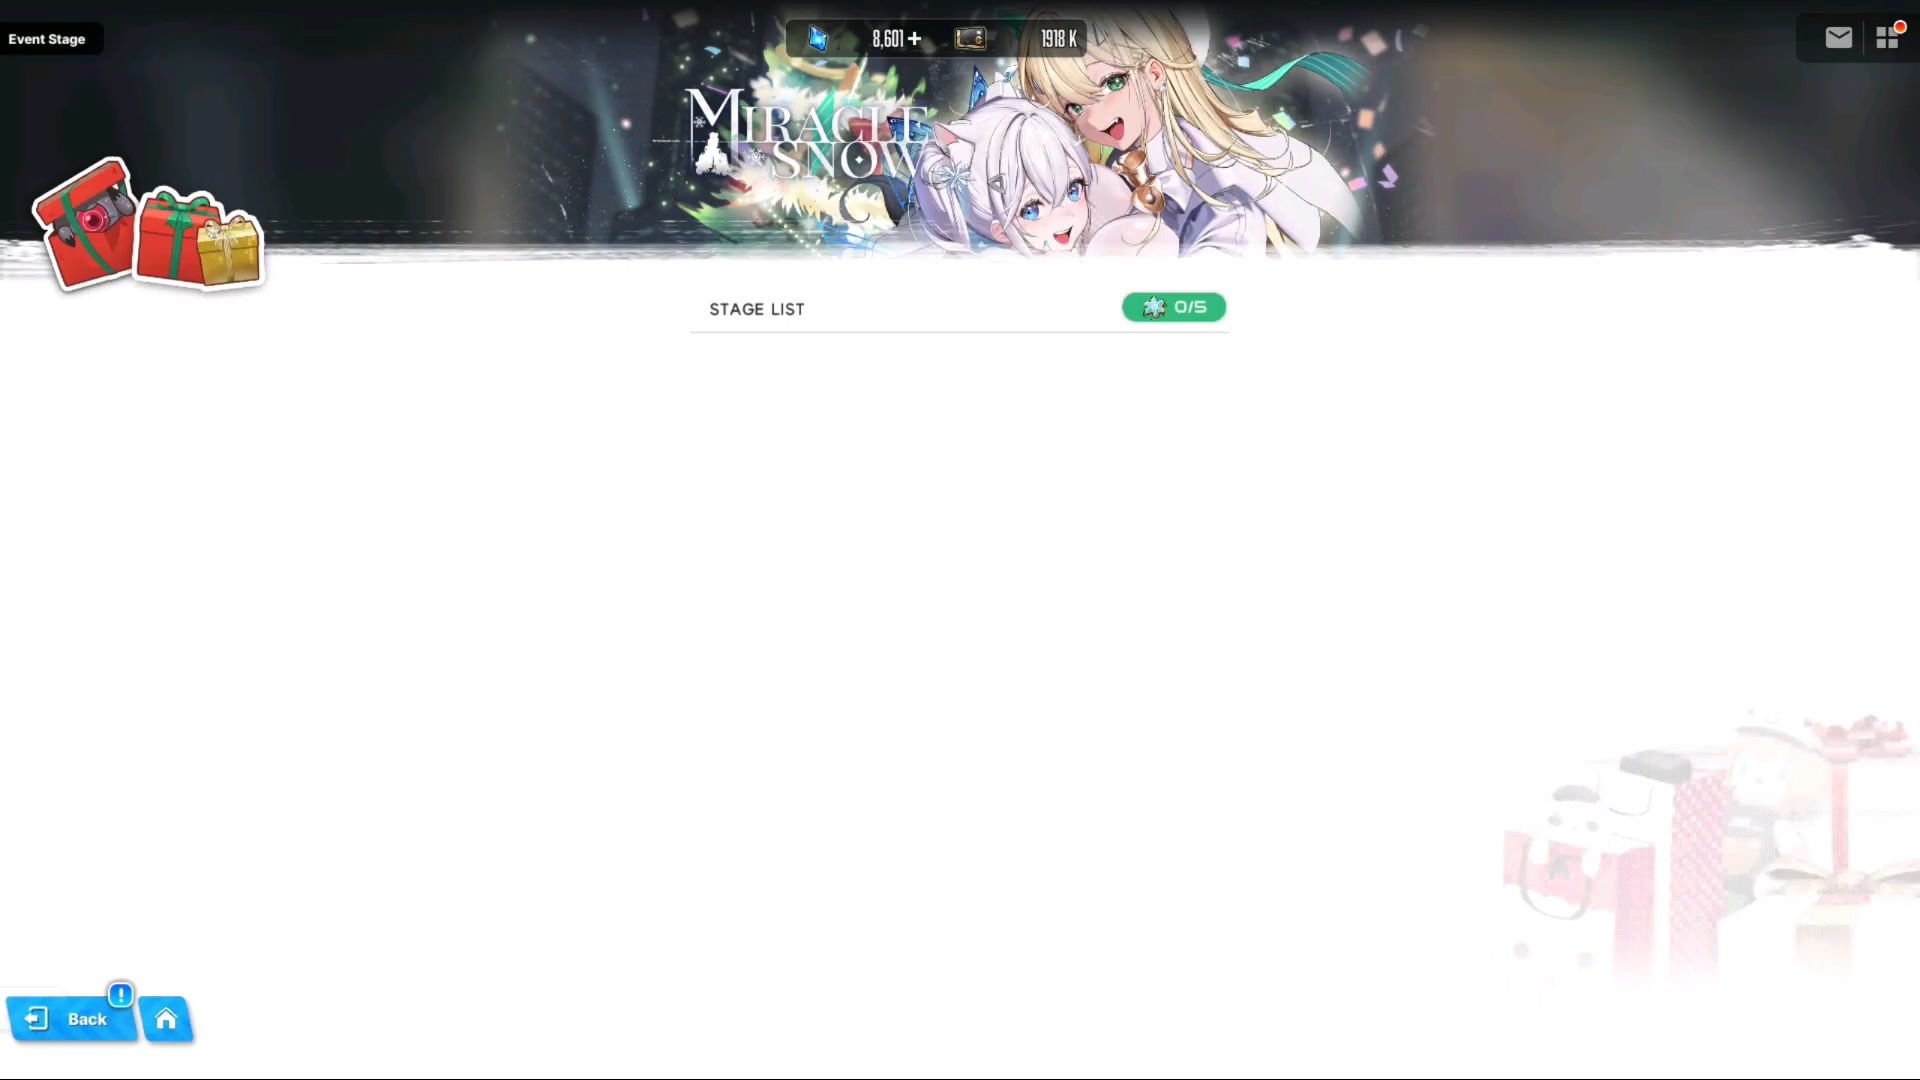 Event Stage
8,601 +
1918 K
MIRACLE
SNOW
STAGE LIST
0/5
!
Back